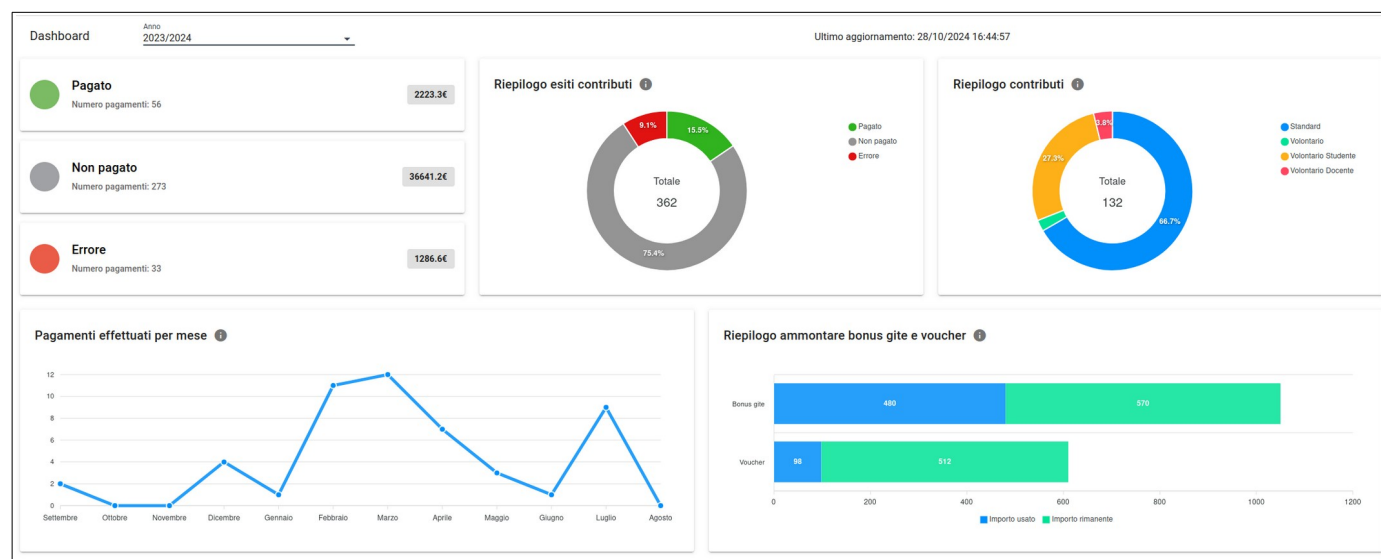 Dashboard
Anno
2023/2024
Ultimo aggiornamento: 28/10/2024 16:44:57
Pagato
Numero pagamenti: 56
2223.3€
Non pagato
Numero pagamenti: 273
36641.2€
Errore
Numero pagamenti: 33
1286.6€
Riepilogo esiti contributi
9.1%
15.5%
75.4%
Totale
362
Pagato
Non pagato
Errore
Riepilogo contributi
3.8%
27.3%
66.7%
Totale
132
Standard
Volontario
Volontario Studente
Volontario Docente
Pagamenti effettuati per mese
12
10
8
6
4
2
0
Settembre Ottobre Novembre Dicembre Gennaio Febbraio Marzo Aprile Maggio Giugno Luglio Agosto
Riepilogo ammontare bonus gite e voucher
Bonus gite 480 570
Voucher 98 512
0 200 400 600 800 1000 1200
Importo usato Importo rimanente